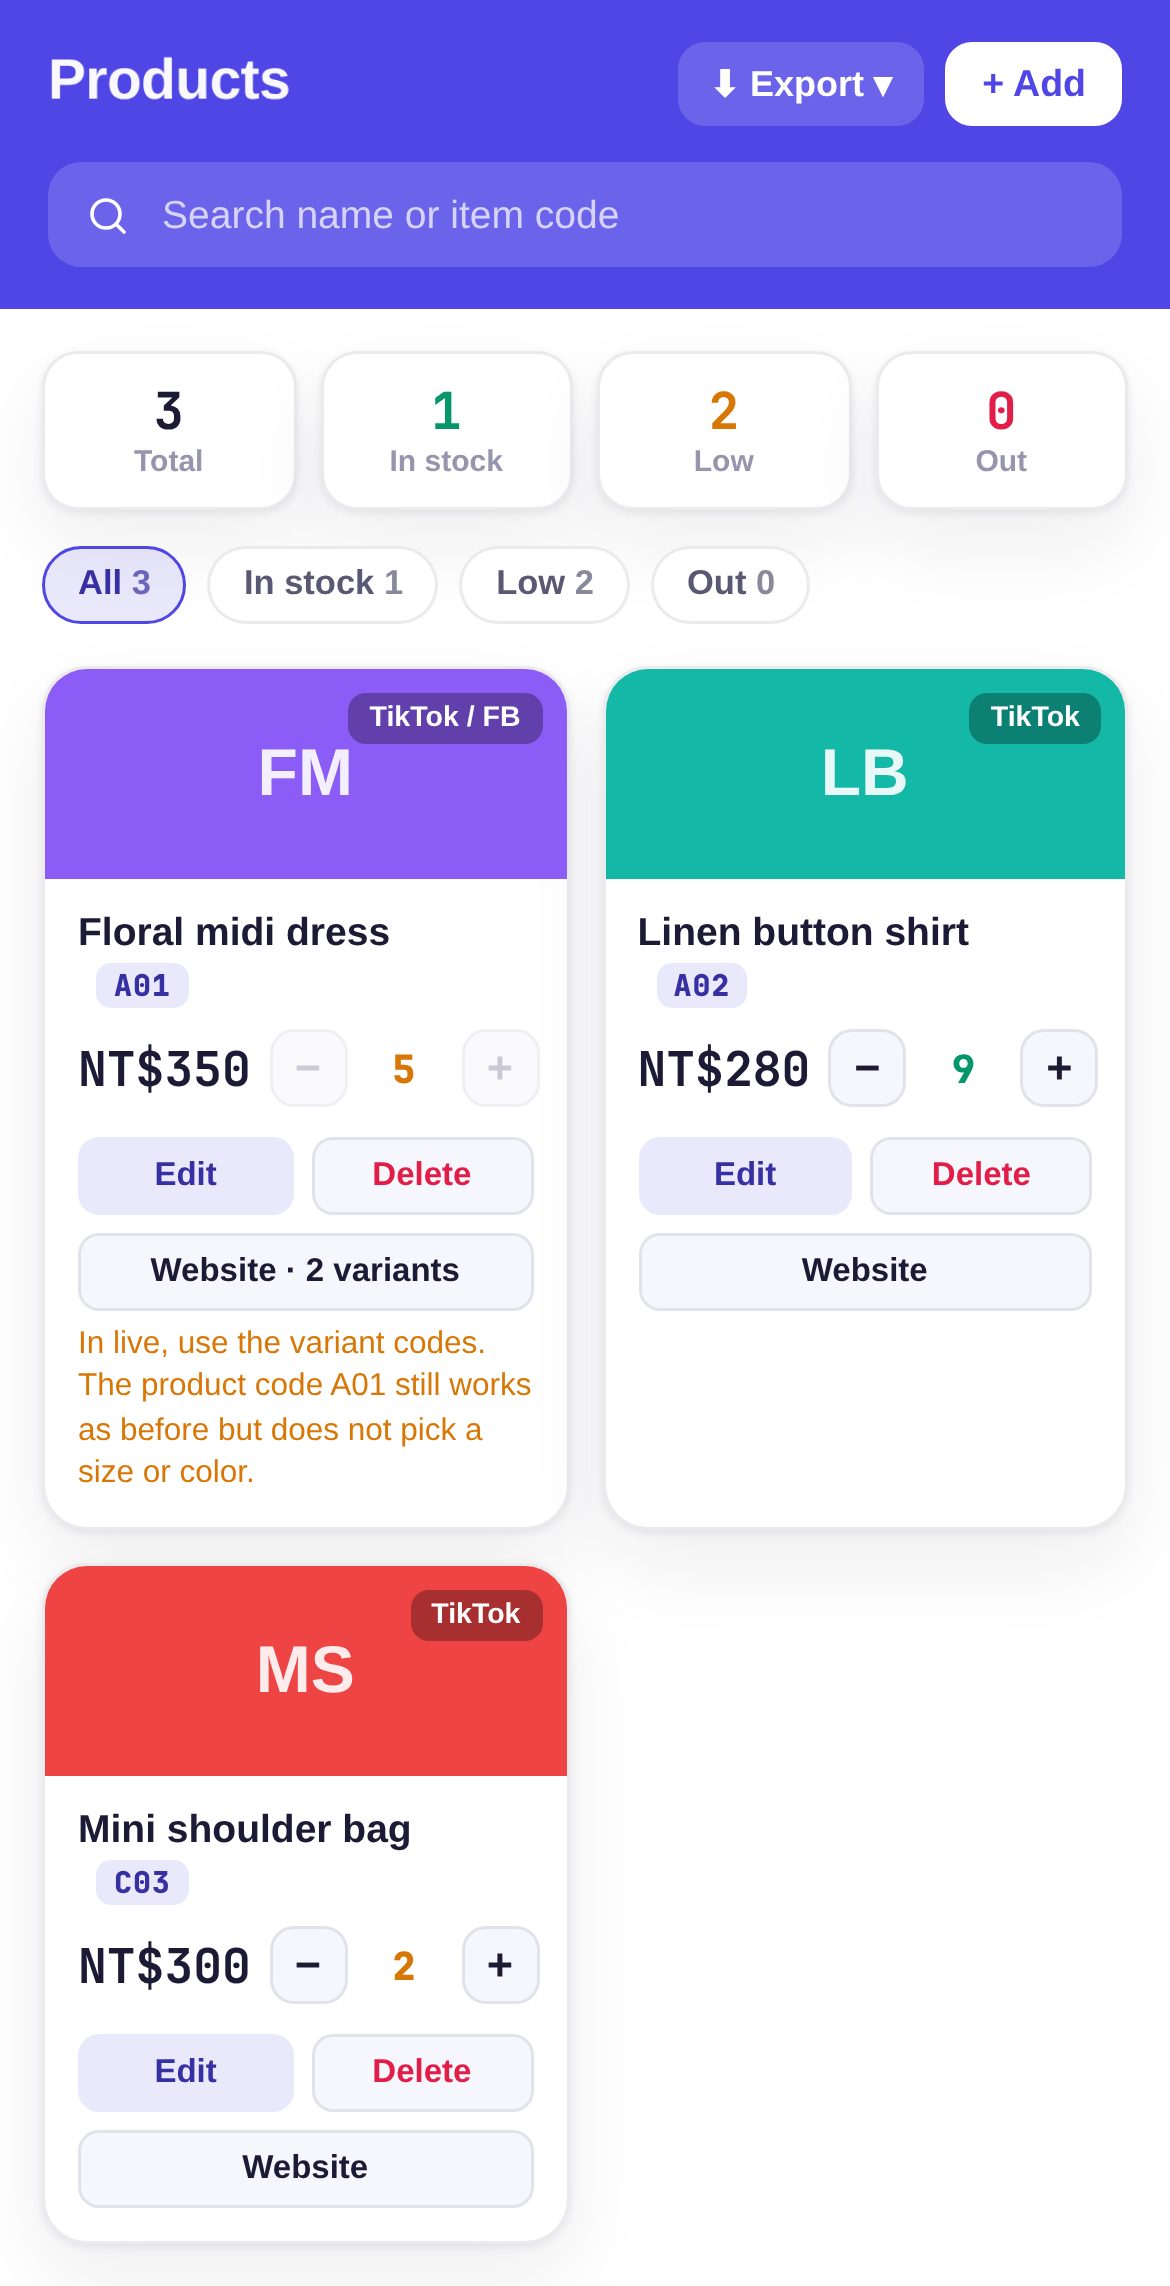 Products
⬇ Export ▾
+ Add
Search name or item code
3
Total
1
In stock
2
Low
0
Out
All 3
In stock 1
Low 2
Out 0
TikTok / FB
FM
Floral midi dress
A01
NT$350 − 5 +
Edit
Delete
Website · 2 variants
In live, use the variant codes.
The product code A01 still works
as before but does not pick a
size or color.
TikTok
LB
Linen button shirt
A02
NT$280 − 9 +
Edit
Delete
Website
TikTok
MS
Mini shoulder bag
C03
NT$300 − 2 +
Edit
Delete
Website